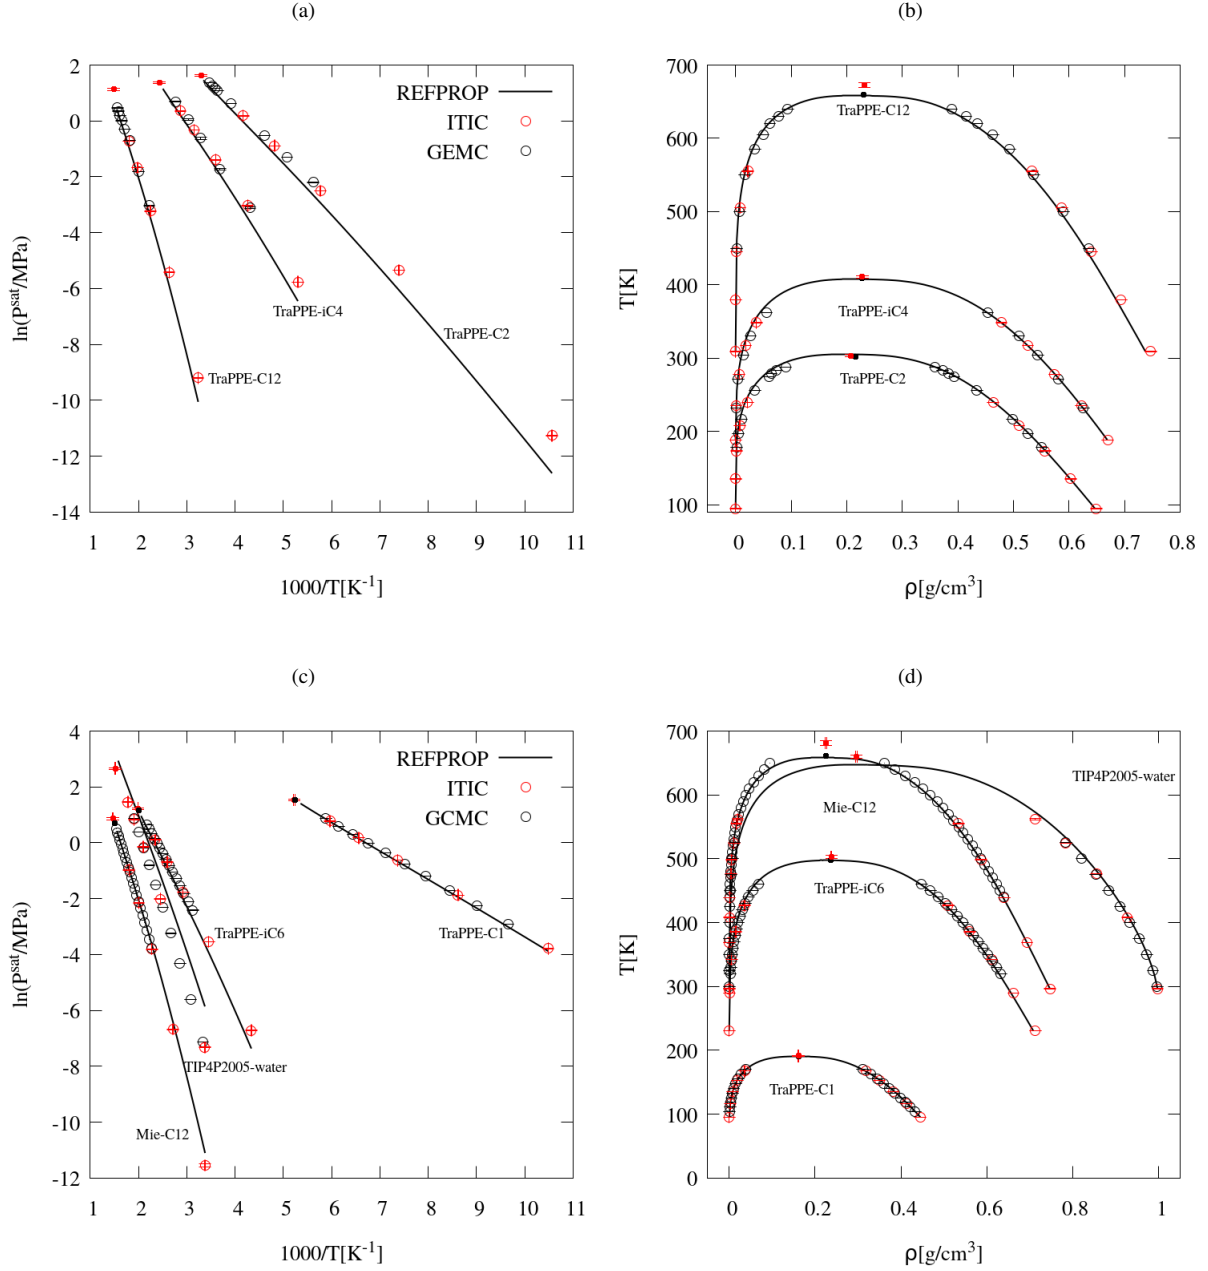 (a)
2
0
-2
-4
-6
-8
-10
-12
-14
1 2 3 4 5 6 7 8 9 10 11
ln(P^sat/MPa)
1000/T[K^-1]
REFPROP
ITIC
GEMC
TraPPE-iC4
TraPPE-C2
TraPPE-C12
(b)
700
600
500
400
300
200
100
0 0.1 0.2 0.3 0.4 0.5 0.6 0.7 0.8
T[K]
ρ[g/cm^3]
TraPPE-C12
TraPPE-iC4
TraPPE-C2
(c)
4
2
0
-2
-4
-6
-8
-10
-12
1 2 3 4 5 6 7 8 9 10 11
ln(P^sat/MPa)
1000/T[K^-1]
REFPROP
ITIC
GCMC
TraPPE-iC6
TraPPE-C1
TIP4P2005-water
Mie-C12
(d)
700
600
500
400
300
200
100
0
0 0.2 0.4 0.6 0.8 1
T[K]
ρ[g/cm^3]
TIP4P2005-water
Mie-C12
TraPPE-iC6
TraPPE-C1